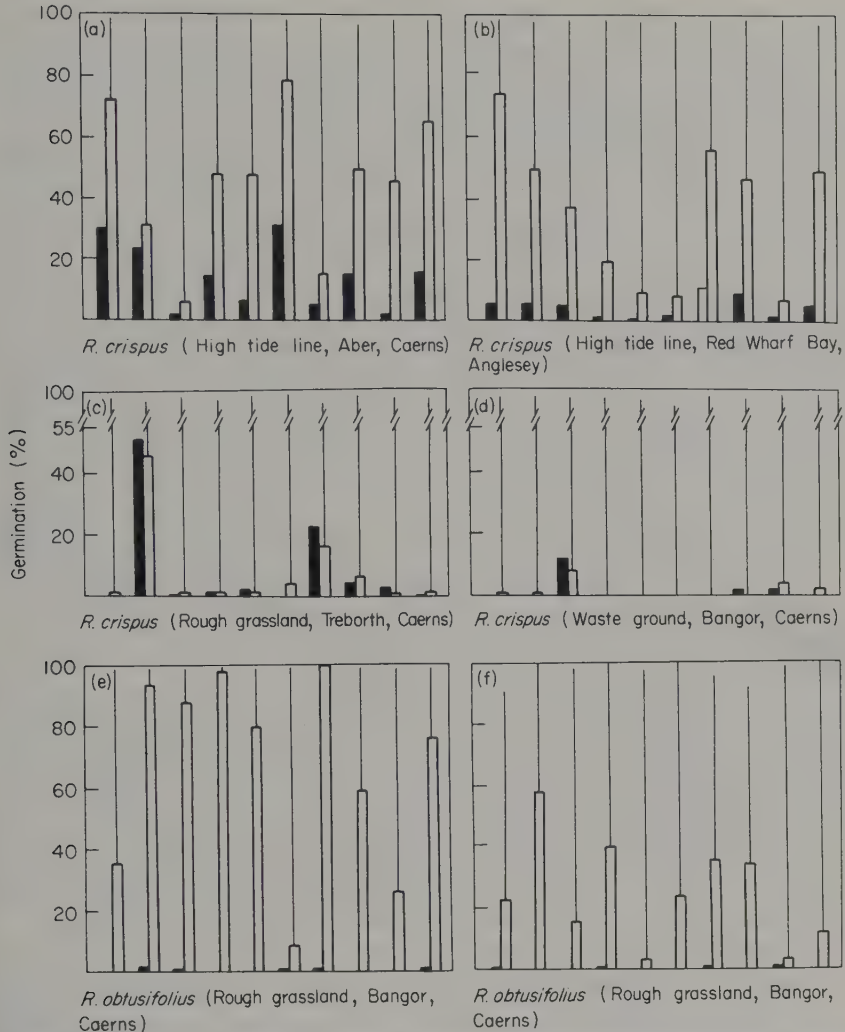 100
(a)
(b)
80
60
40
20
R. crispus (High tide line, Aber, Caerns)
R. crispus (High tide line, Red Wharf Bay,
Anglesey)
Germination (%)
100
(c)
(d)
55
40
20
R. crispus (Rough grassland, Treborth, Caerns)
R. crispus (Waste ground, Bangor, Caerns)
100
(e)
(f)
80
60
40
20
R. obtusifolius (Rough grassland, Bangor,
Caerns)
R. obtusifolius (Rough grassland, Bangor,
Caerns)